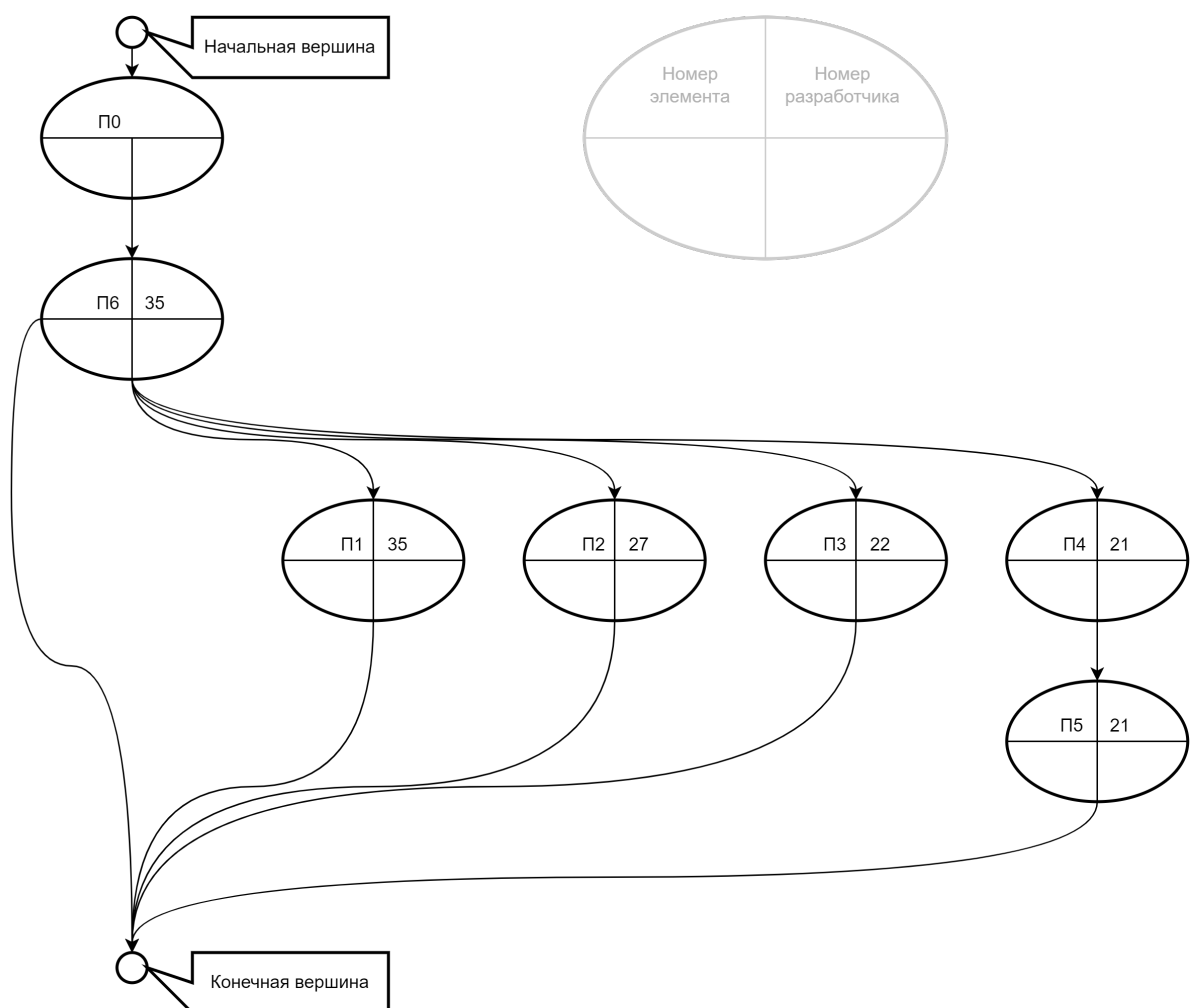 Начальная вершина
Номер
элемента
Номер
разработчика
П0
П6 35
П1 35
П2 27
П3 22
П4 21
П5 21
Конечная вершина